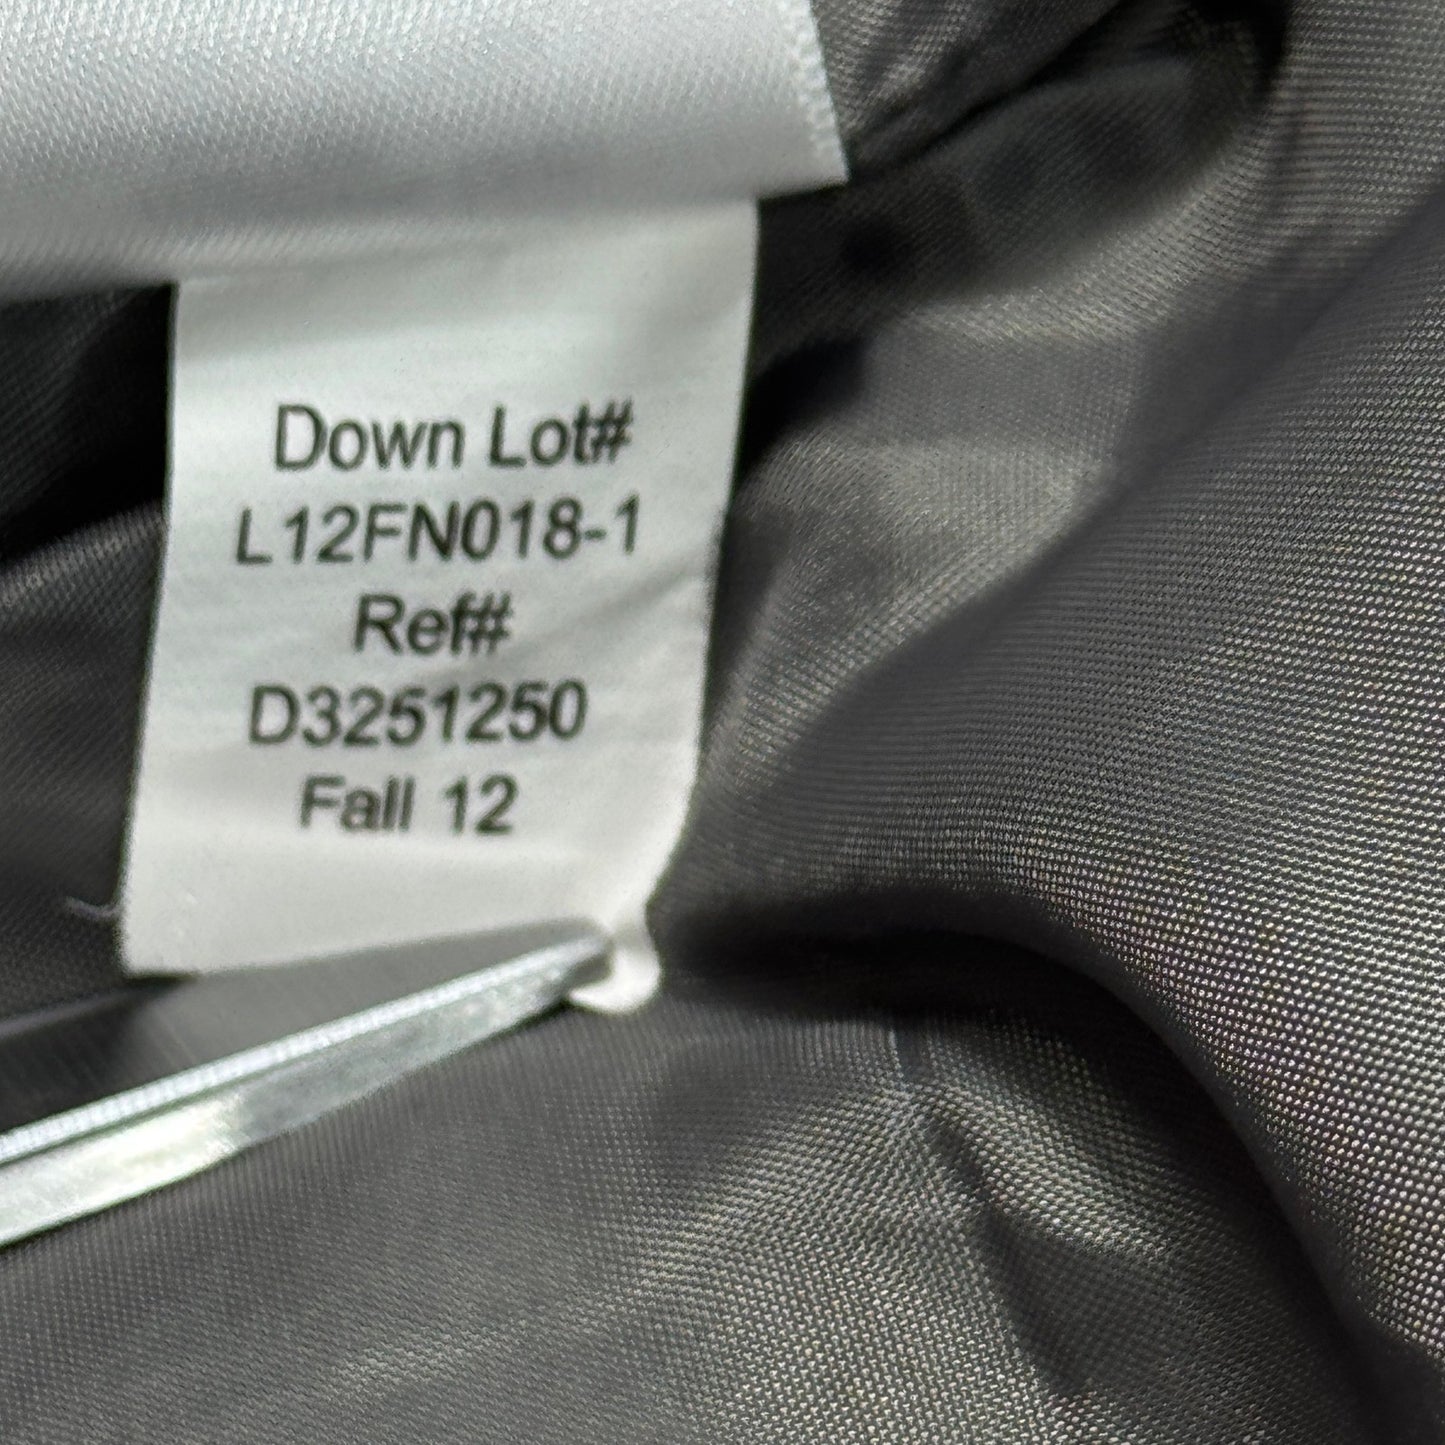 Down Lot#
L12FN018-1
Ref#
D3251250
Fall 12